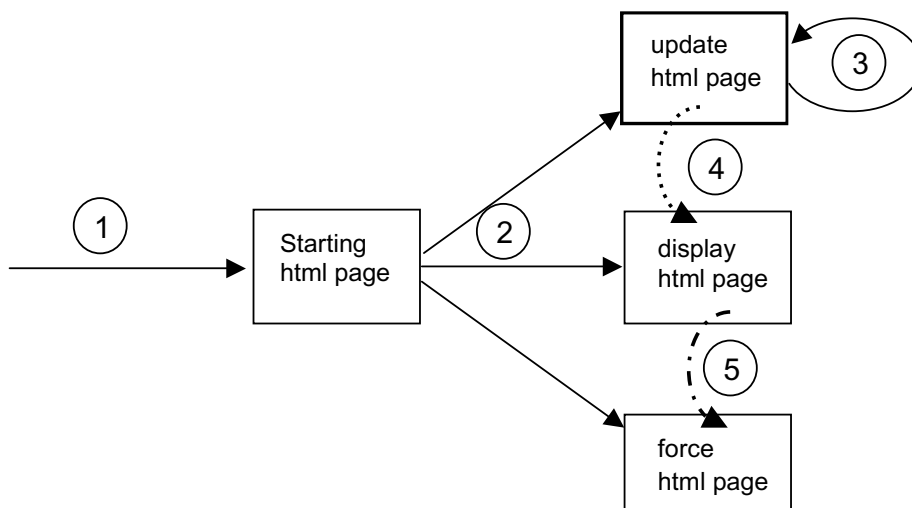 update
html page
3
4
1
2
Starting
html page
display
html page
5
force
html page